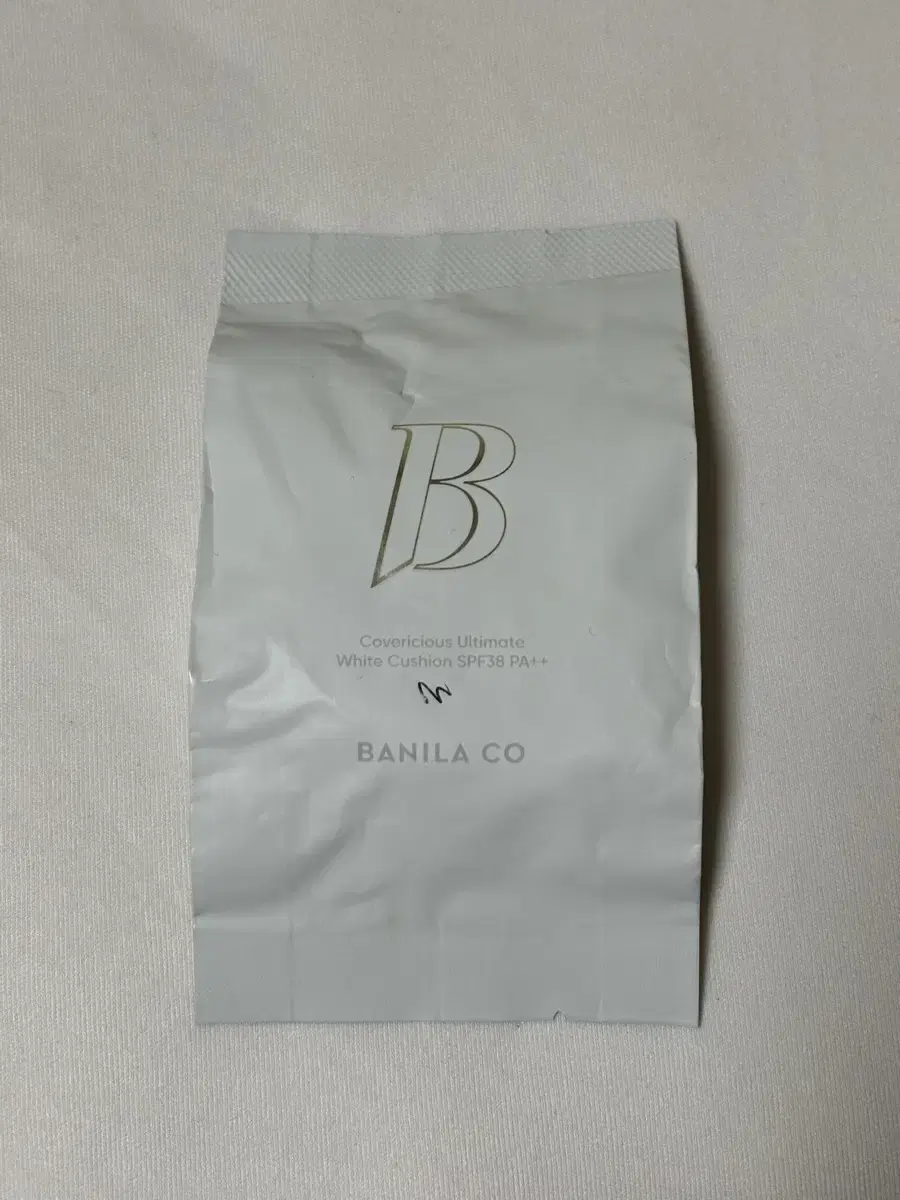 B
Covericious Ultimate
White Cushion SPF38 PA++
BANILA CO